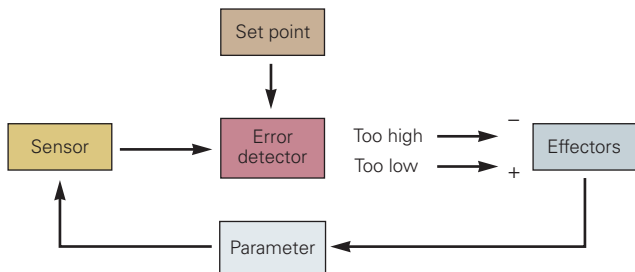 Set point
Sensor
Error
detector
Too high
−
Too low
+
Effectors
Parameter